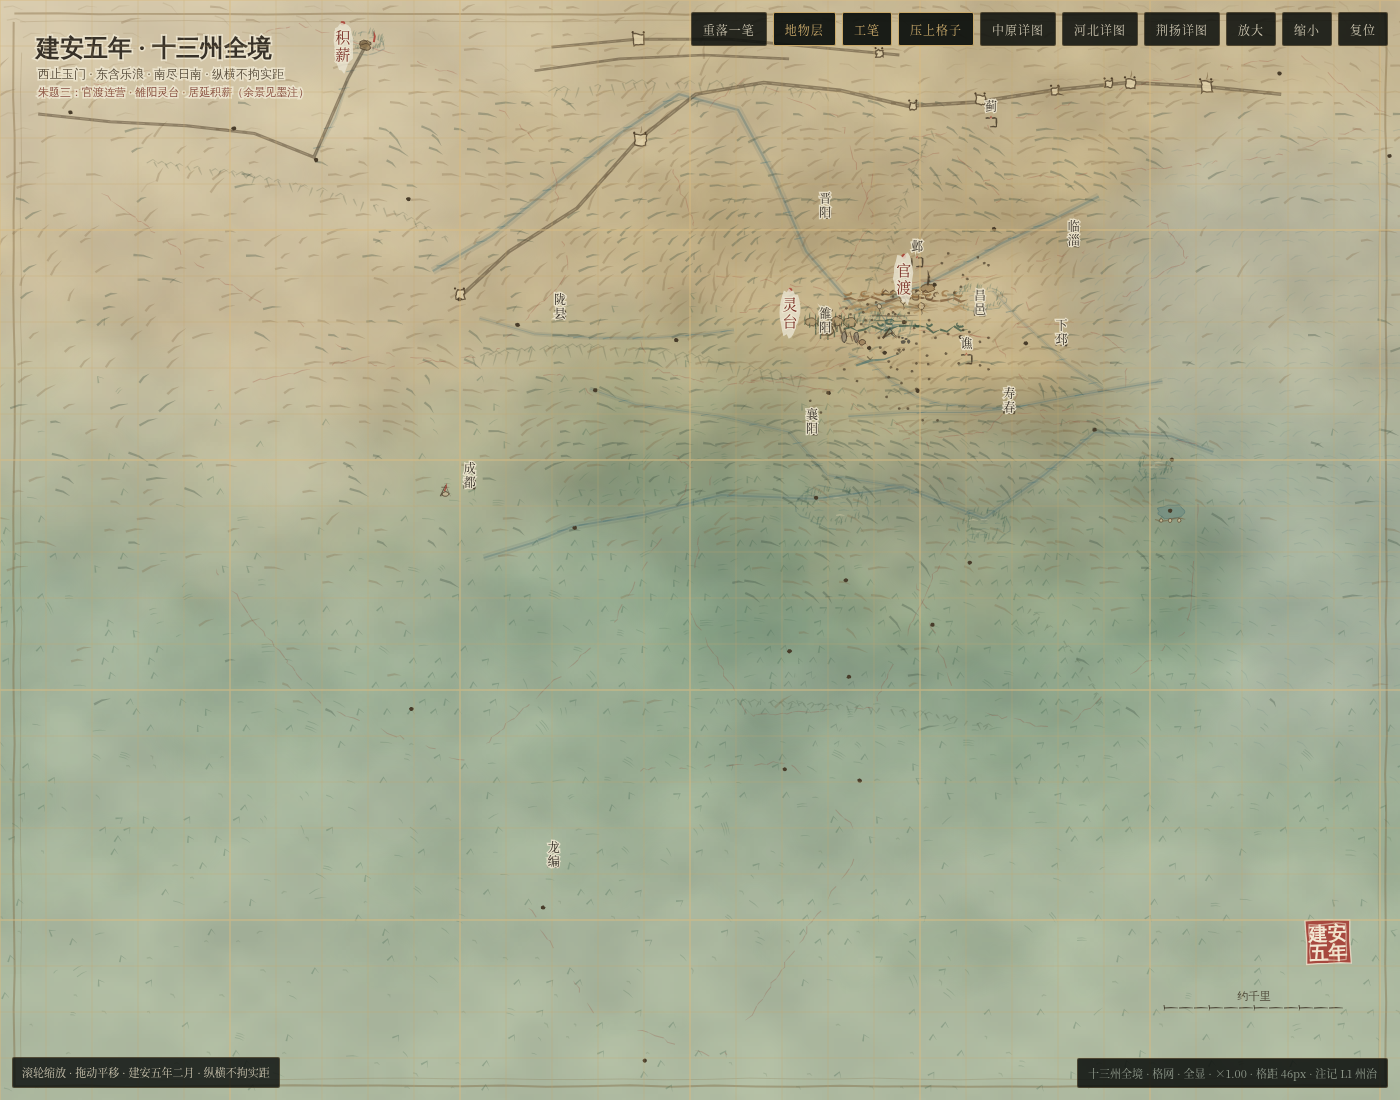 建安五年 · 十三州全境
西止玉门 · 东含乐浪 · 南尽日南 · 纵横不拘实距
朱题三：官渡连营 · 雒阳灵台 · 居延积薪（余景见墨注）
积薪
重落一笔
地物层
工笔
压上格子
中原详图
河北详图
荆扬详图
放大
缩小
复位
蓟
晋阳
临淄
邺
官渡
陇县
灵台
雒阳
昌邑
下邳
谯
寿春
襄阳
成都
龙编
建安五年
约千里
滚轮缩放 · 拖动平移 · 建安五年二月 · 纵横不拘实距
十三州全境 · 格网 · 全显 · ×1.00 · 格距 46px · 注记 L1 州治